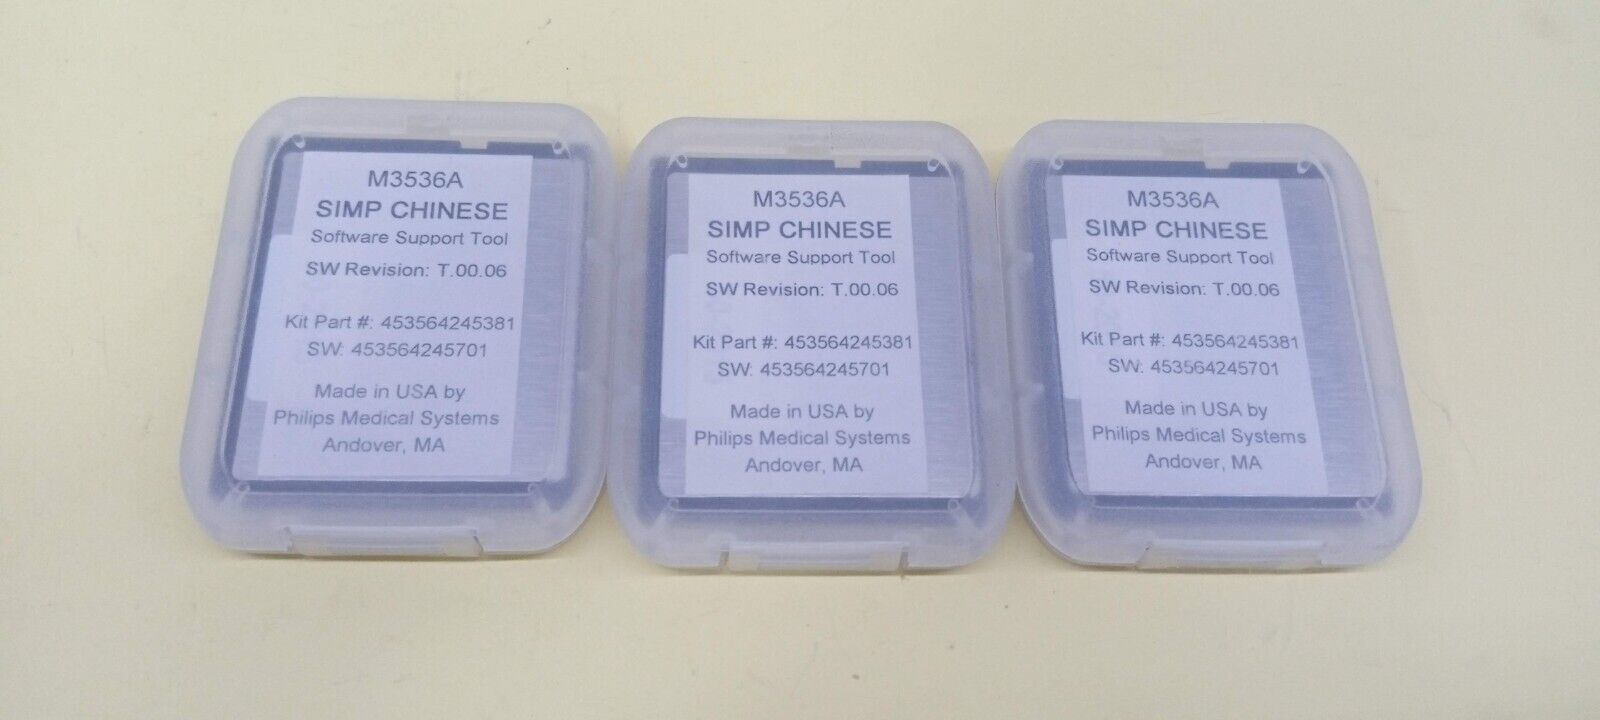 M3536A
SIMP CHINESE
Software Support Tool
SW Revision: T.00.06
Kit Part #: 453564245381
SW: 453564245701
Made in USA by
Philips Medical Systems
Andover, MA
M3536A
SIMP CHINESE
Software Support Tool
SW Revision: T.00.06
Kit Part #: 453564245381
SW: 453564245701
Made in USA by
Philips Medical Systems
Andover, MA
M3536A
SIMP CHINESE
Software Support Tool
SW Revision: T.00.06
Kit Part #: 453564245381
SW: 453564245701
Made in USA by
Philips Medical Systems
Andover, MA